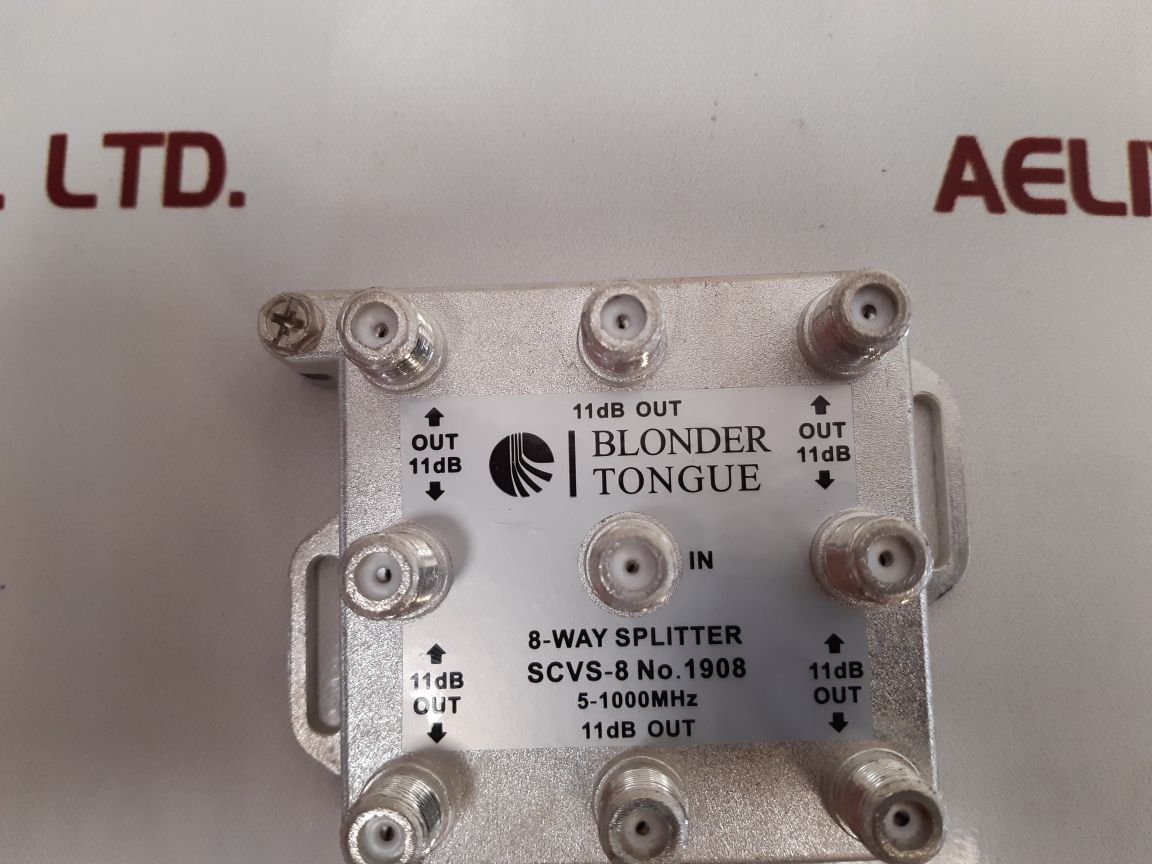 . LTD.
AELI
11dB OUT
OUT
11dB
BLONDER
TONGUE
OUT
11dB
IN
8-WAY SPLITTER
SCVS-8 No.1908
5-1000MHz
11dB OUT
11dB
OUT
11dB
OUT